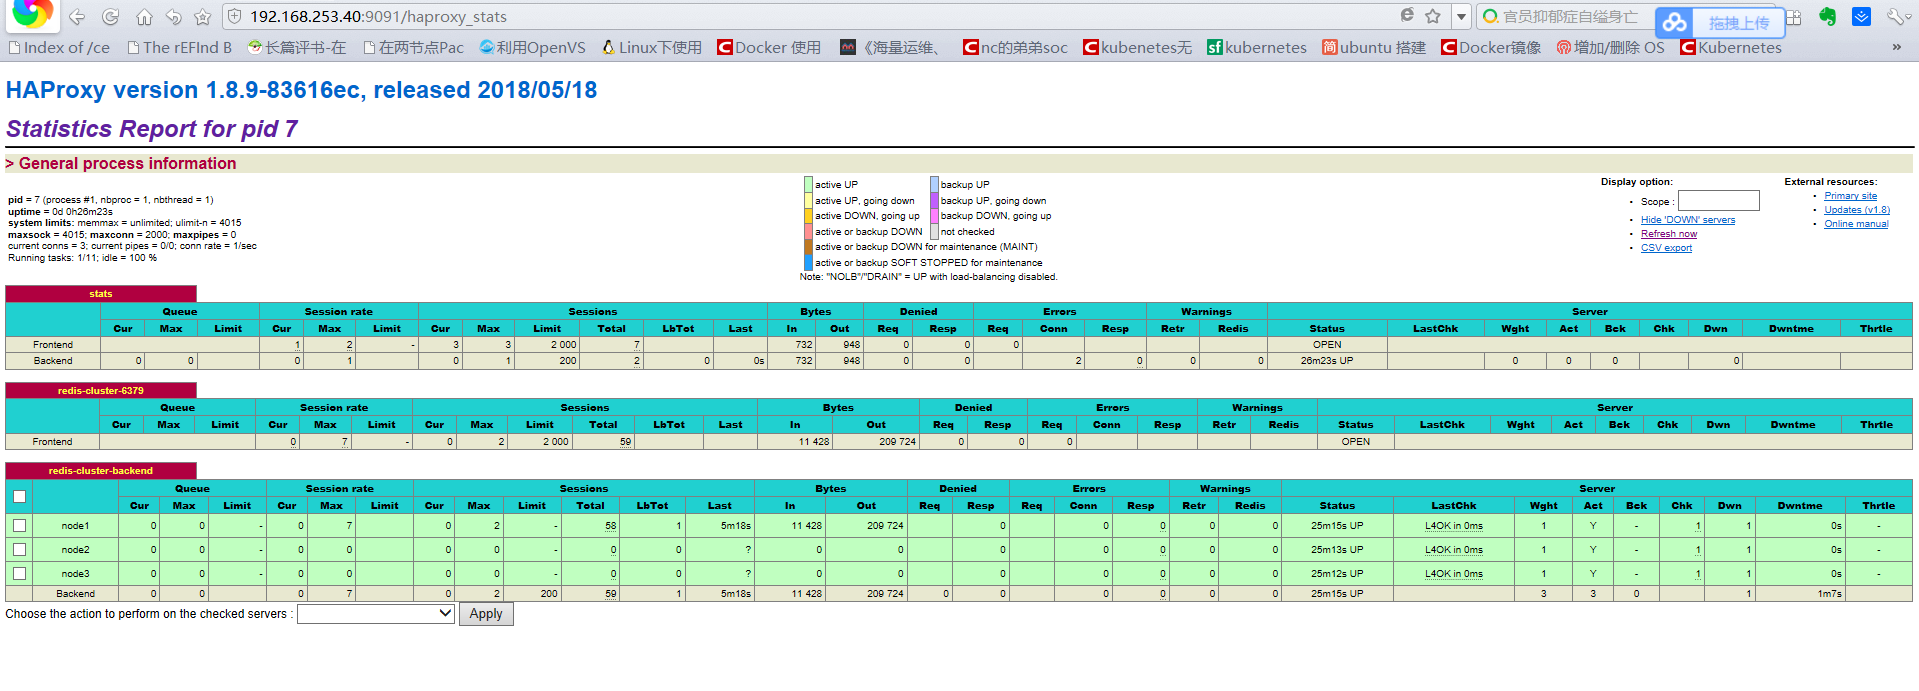 192.168.253.40:9091/haproxy_stats
官员抑郁症自缢身亡
拖拽上传
Index of /ce The rEFInd B 长篇评书-在 在两节点Pac 利用OpenVS Linux下使用 Docker 使用 《海量运维、 nc的弟弟soc kubenetes无 kubernetes ubuntu 搭建 Docker镜像 增加/删除 OS Kubernetes »
HAProxy version 1.8.9-83616ec, released 2018/05/18
Statistics Report for pid 7
> General process information
pid = 7 (process #1, nbproc = 1, nbthread = 1)
uptime = 0d 0h26m23s
system limits: memmax = unlimited; ulimit-n = 4015
maxsock = 4015; maxconn = 2000; maxpipes = 0
current conns = 3; current pipes = 0/0; conn rate = 1/sec
Running tasks: 1/11; idle = 100 %
active UP backup UP
active UP, going down backup UP, going down
active DOWN, going up backup DOWN, going up
active or backup DOWN not checked
active or backup DOWN for maintenance (MAINT)
active or backup SOFT STOPPED for maintenance
Note: "NOLB"/"DRAIN" = UP with load-balancing disabled.
Display option:
Scope :
Hide 'DOWN' servers
Refresh now
CSV export
External resources:
Primary site
Updates (v1.8)
Online manual
stats
Queue Session rate Sessions Bytes Denied Errors Warnings Server
Cur Max Limit Cur Max Limit Cur Max Limit Total LbTot Last In Out Req Resp Req Conn Resp Retr Redis Status LastChk Wght Act Bck Chk Dwn Dwntme Thrtle
Frontend 1 2 - 3 3 2 000 7 732 948 0 0 0 OPEN
Backend 0 0 0 1 0 1 200 2 0 0s 732 948 0 0 2 0 0 0 26m23s UP 0 0 0 0
redis-cluster-6379
Queue Session rate Sessions Bytes Denied Errors Warnings Server
Cur Max Limit Cur Max Limit Cur Max Limit Total LbTot Last In Out Req Resp Req Conn Resp Retr Redis Status LastChk Wght Act Bck Chk Dwn Dwntme Thrtle
Frontend 0 7 - 0 2 2 000 59 11 428 209 724 0 0 0 OPEN
redis-cluster-backend
Queue Session rate Sessions Bytes Denied Errors Warnings Server
Cur Max Limit Cur Max Limit Cur Max Limit Total LbTot Last In Out Req Resp Req Conn Resp Retr Redis Status LastChk Wght Act Bck Chk Dwn Dwntme Thrtle
node1 0 0 - 0 7 0 2 - 58 1 5m18s 11 428 209 724 0 0 0 0 0 25m15s UP L4OK in 0ms 1 Y - 1 1 0s -
node2 0 0 - 0 0 0 0 - 0 0 ? 0 0 0 0 0 0 0 25m13s UP L4OK in 0ms 1 Y - 1 1 0s -
node3 0 0 - 0 0 0 0 - 0 0 ? 0 0 0 0 0 0 0 25m12s UP L4OK in 0ms 1 Y - 1 1 0s -
Backend 0 0 0 7 0 2 200 59 1 5m18s 11 428 209 724 0 0 0 0 0 0 25m15s UP 3 3 0 1 1m7s
Choose the action to perform on the checked servers : Apply